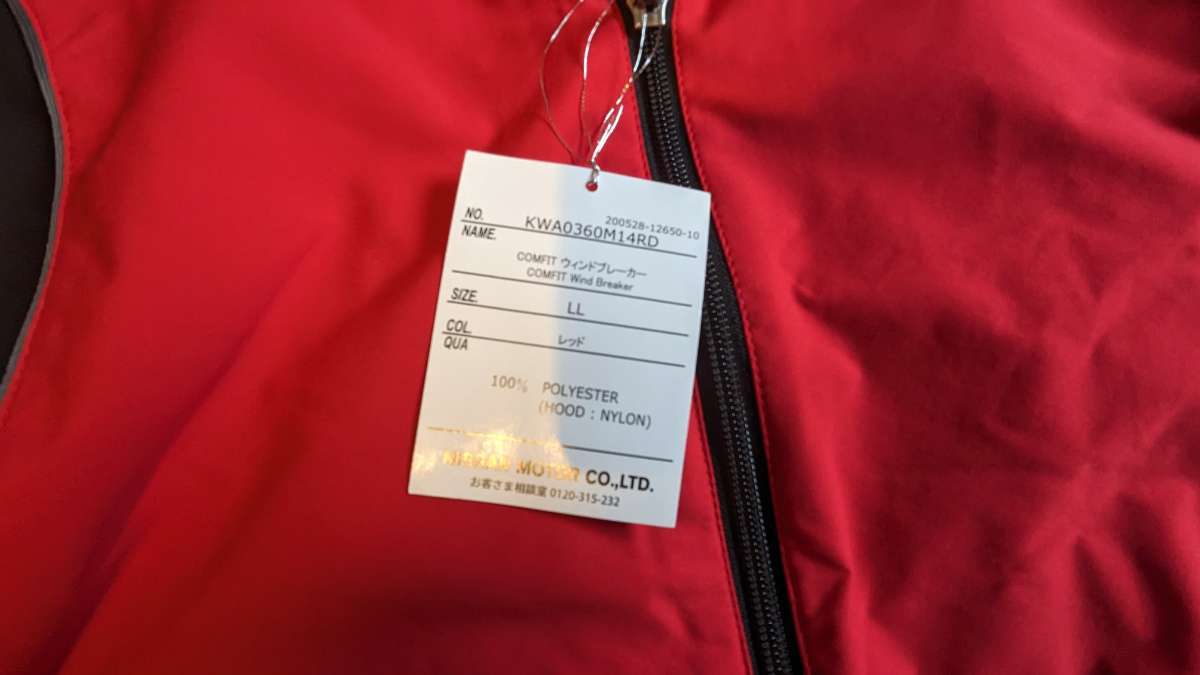 200528-12650-10
NO. KWA0360M14RD
NAME.
COMFIT ウィンドブレーカー
COMFIT Wind Breaker
SIZE. LL
COL. レッド
QUA
100% POLYESTER
(HOOD : NYLON)
NISSAN MOTOR CO.,LTD.
お客さま相談室 0120-315-232